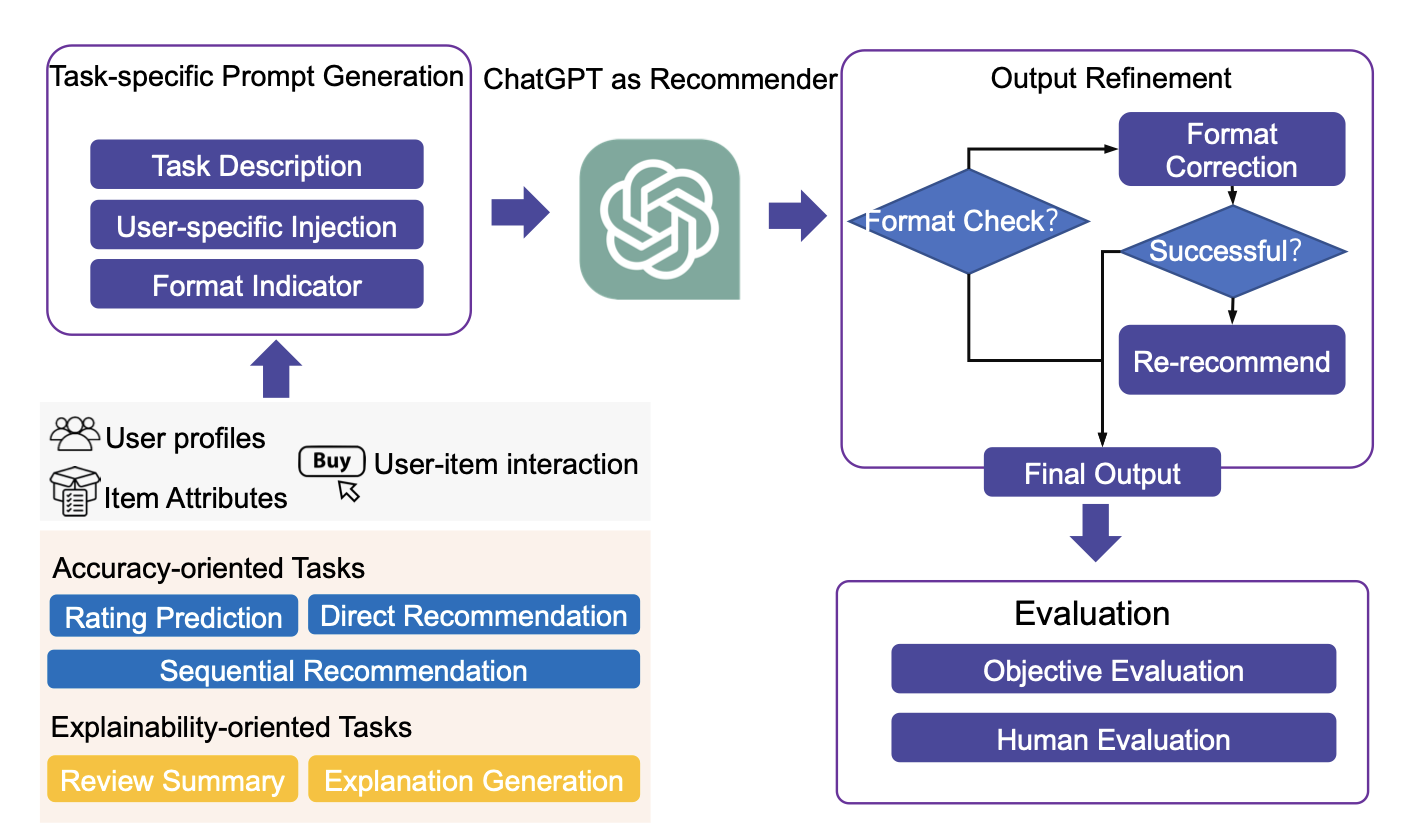 Task-specific Prompt Generation
Task Description
User-specific Injection
Format Indicator
ChatGPT as Recommender
Output Refinement
Format Check?
Format
Correction
Successful?
Re-recommend
Final Output
User profiles
Item Attributes
Buy
User-item interaction
Accuracy-oriented Tasks
Rating Prediction
Direct Recommendation
Sequential Recommendation
Explainability-oriented Tasks
Review Summary
Explanation Generation
Evaluation
Objective Evaluation
Human Evaluation